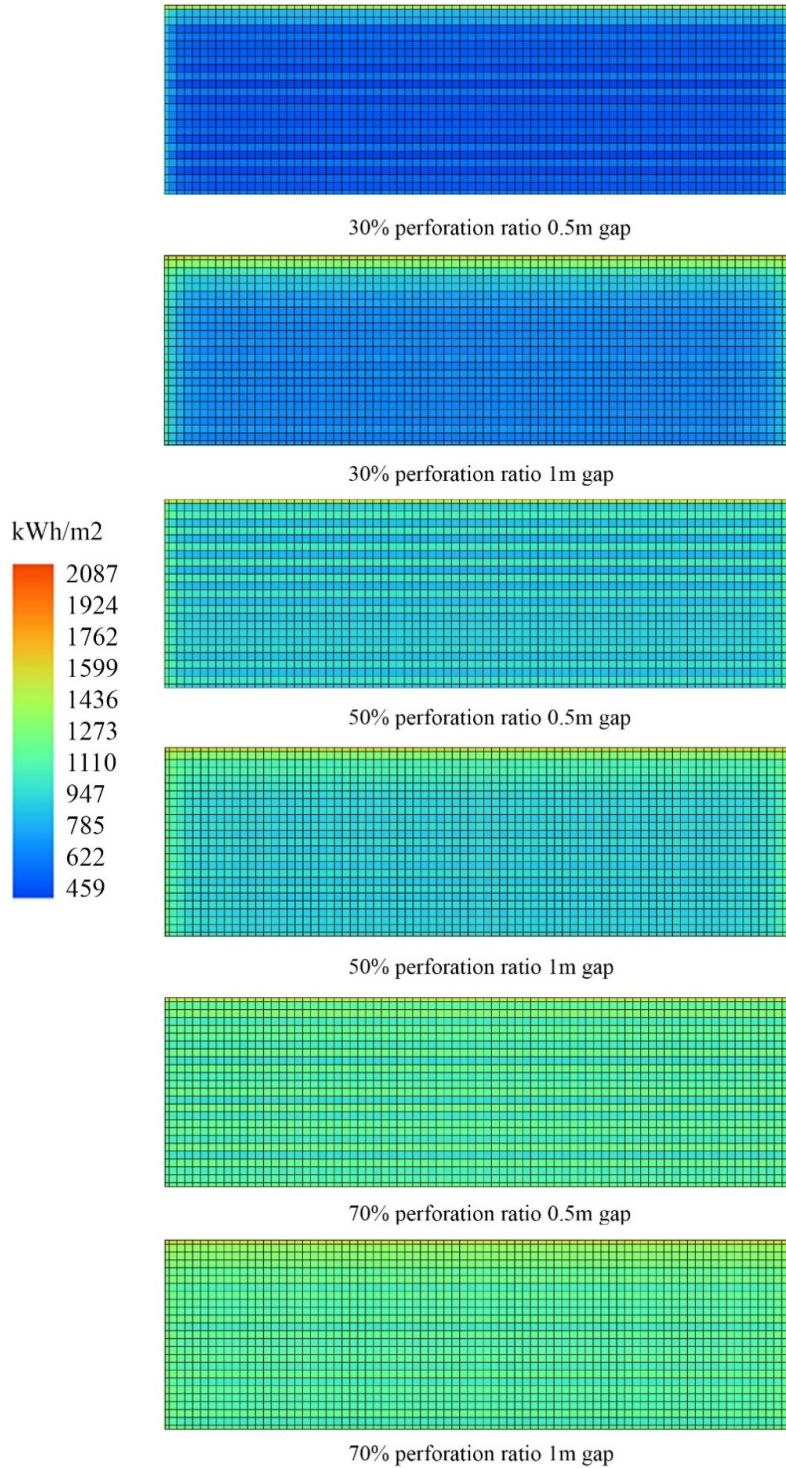 30% perforation ratio 0.5m gap
30% perforation ratio 1m gap
kWh/m2
2087
1924
1762
1599
1436
1273
1110
947
785
622
459
50% perforation ratio 0.5m gap
50% perforation ratio 1m gap
70% perforation ratio 0.5m gap
70% perforation ratio 1m gap